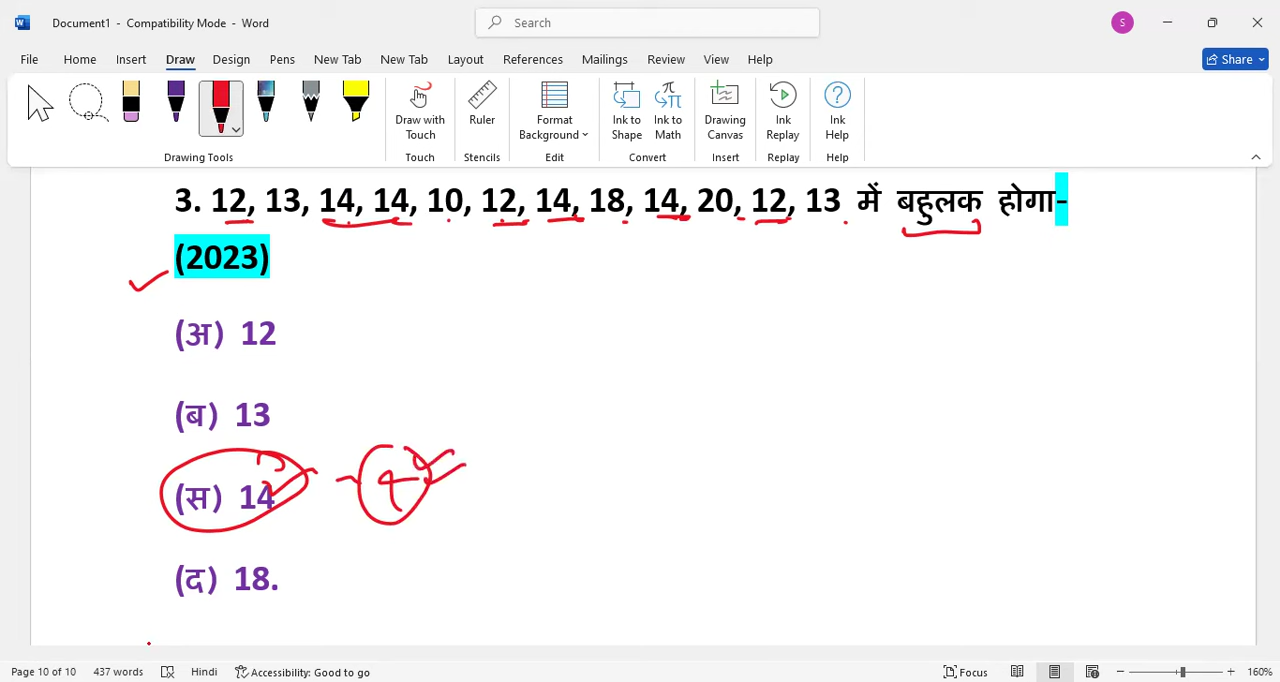 Document1 - Compatibility Mode - Word
Search
S
File Home Insert Draw Design Pens New Tab New Tab Layout References Mailings Review View Help
Share
Draw with Touch
Ruler
Format Background
Ink to Shape
Ink to Math
Drawing Canvas
Ink Replay
Ink Help
Drawing Tools Touch Stencils Edit Convert Insert Replay Help
3. 12, 13, 14, 14, 10, 12, 14, 18, 14, 20, 12, 13 में बहुलक होगा-
(2023)
(अ) 12
(ब) 13
(स) 14 - 4
(द) 18.
Page 10 of 10 437 words Hindi Accessibility: Good to go Focus 160%